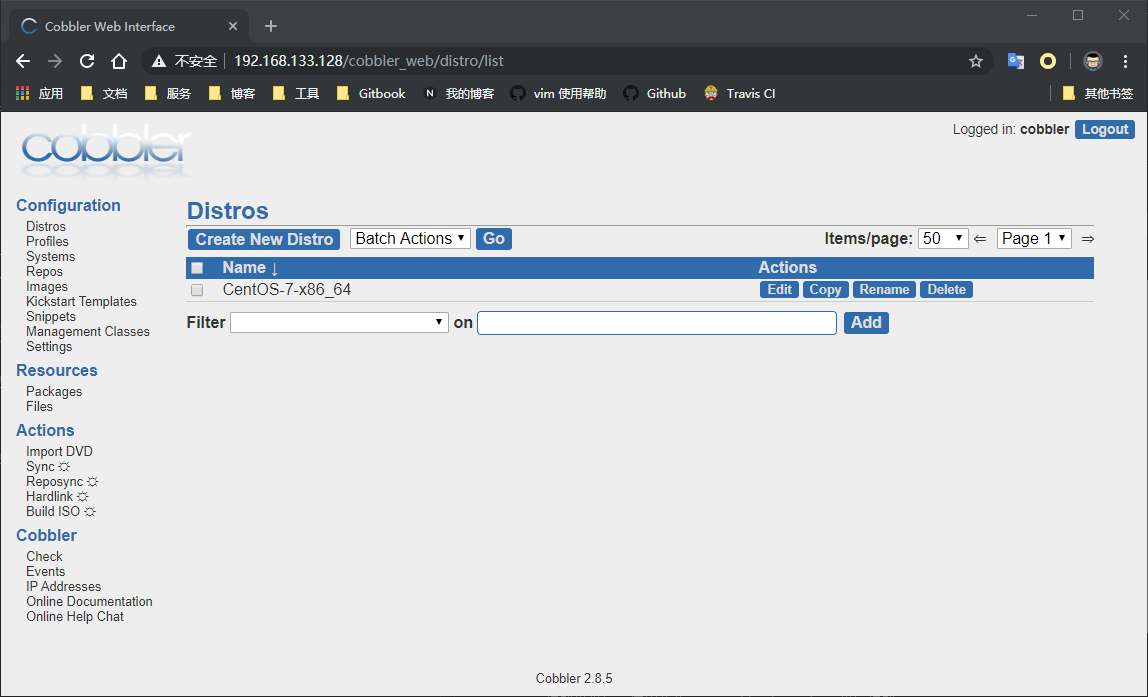 Cobbler Web Interface
不安全 192.168.133.128/cobbler_web/distro/list
应用 文档 服务 博客 工具 Gitbook N 我的博客 vim 使用帮助 Github Travis CI 其他书签
cobbler
Logged in: cobbler Logout
Configuration
Distros
Profiles
Systems
Repos
Images
Kickstart Templates
Snippets
Management Classes
Settings
Resources
Packages
Files
Actions
Import DVD
Sync
Reposync
Hardlink
Build ISO
Cobbler
Check
Events
IP Addresses
Online Documentation
Online Help Chat
Distros
Create New Distro Batch Actions Go Items/page: 50 ⇐ Page 1 ⇒
Name ↓ Actions
CentOS-7-x86_64 Edit Copy Rename Delete
Filter on Add
Cobbler 2.8.5